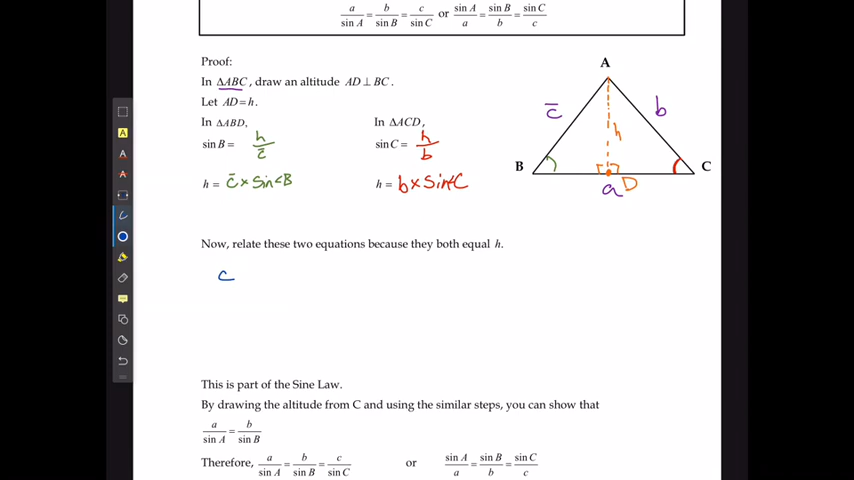 a/sin A = b/sin B = c/sin C or sin A/a = sin B/b = sin C/c
Proof:
In ΔABC, draw an altitude AD ⊥ BC.
Let AD = h.
In ΔABD, In ΔACD,
sin B = h/c̄ sin C = h/b
h = c̄ × sin∠B h = b × sin∠C
A
c̄ b
h
B C
a D
Now, relate these two equations because they both equal h.
c
This is part of the Sine Law.
By drawing the altitude from C and using the similar steps, you can show that
a/sin A = b/sin B
Therefore, a/sin A = b/sin B = c/sin C or sin A/a = sin B/b = sin C/c